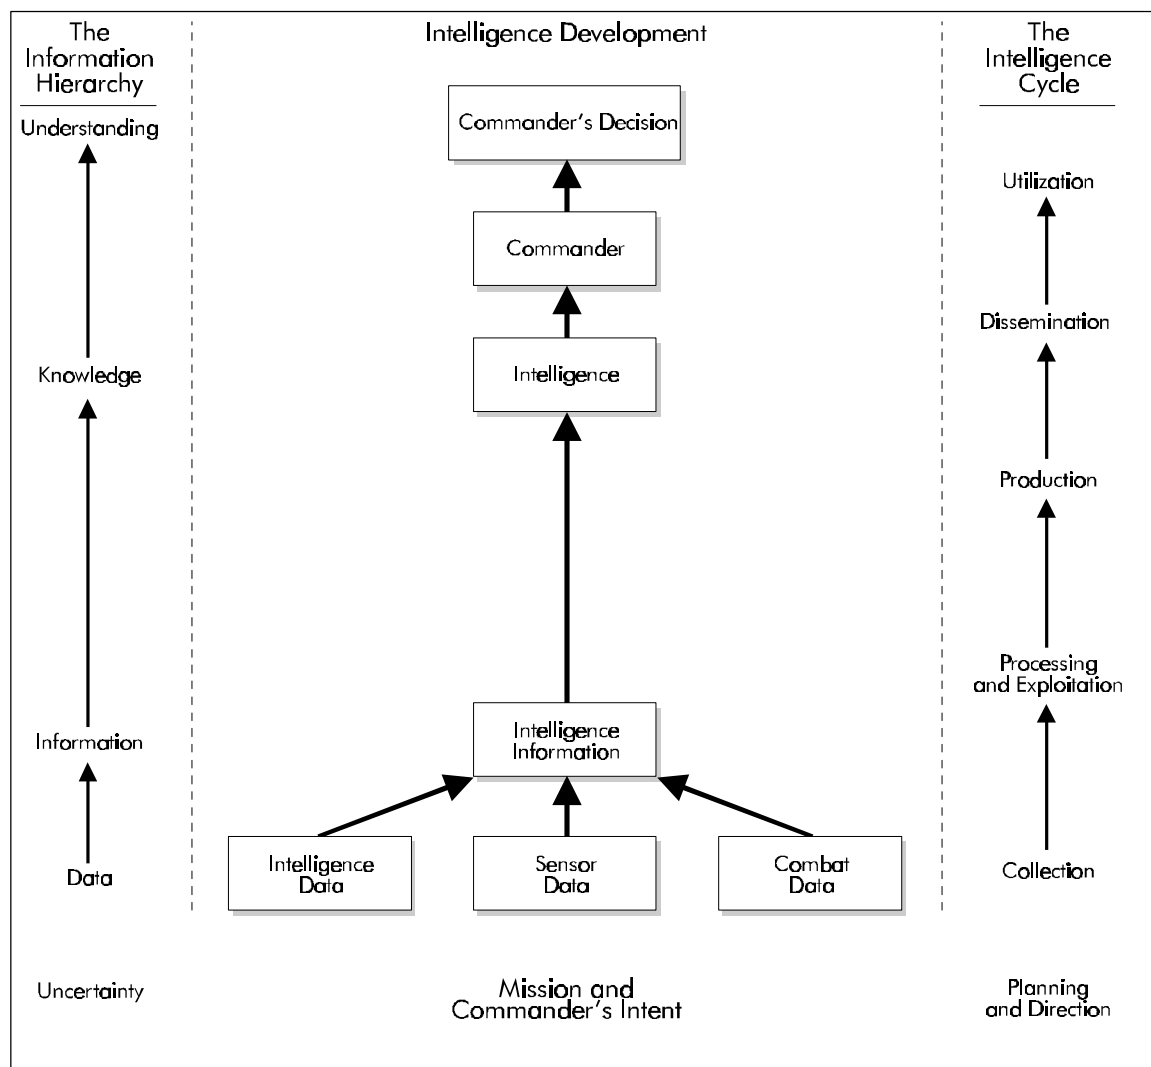 The
Information
Hierarchy
Understanding
Knowledge
Information
Data
Uncertainty
Intelligence Development
Commander's Decision
Commander
Intelligence
Intelligence
Information
Intelligence
Data
Sensor
Data
Combat
Data
Mission and
Commander's Intent
The
Intelligence
Cycle
Utilization
Dissemination
Production
Processing
and Exploitation
Collection
Planning
and Direction